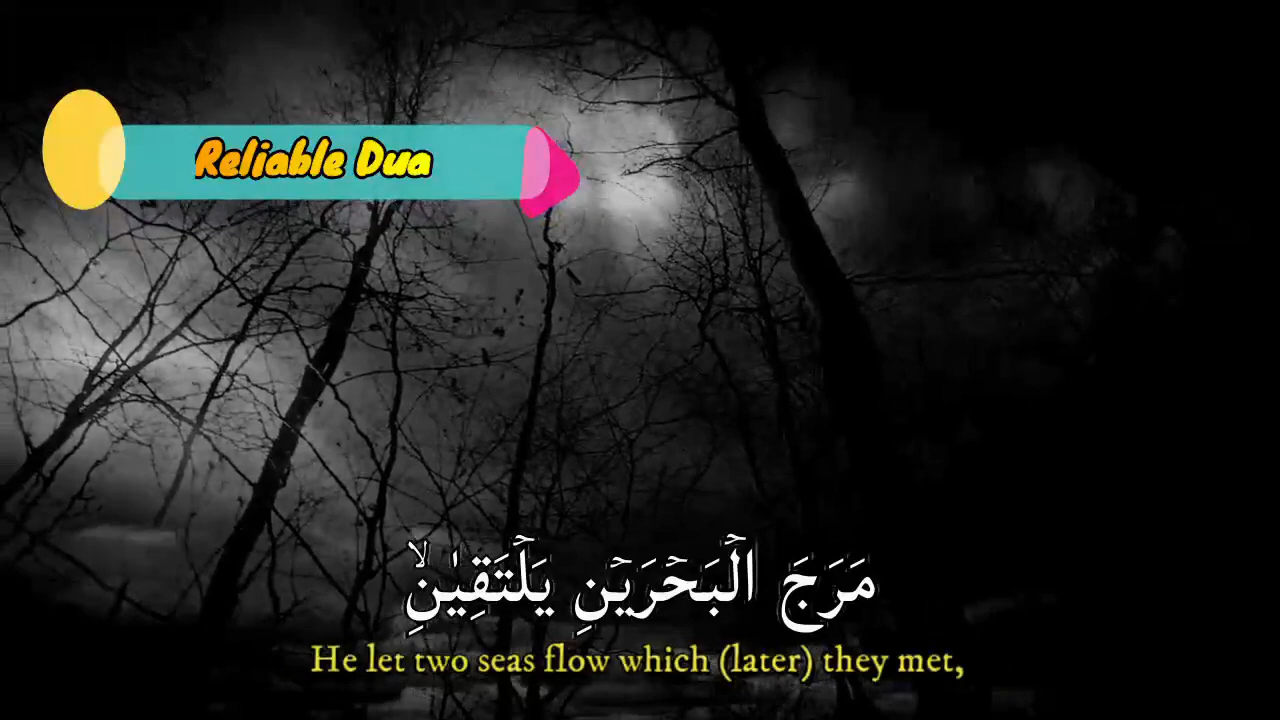 Reliable Dua
مَرَجَ الْبَحْرَيْنِ يَلْتَقِيٰنِۙ
He let two seas flow which (later) they met,